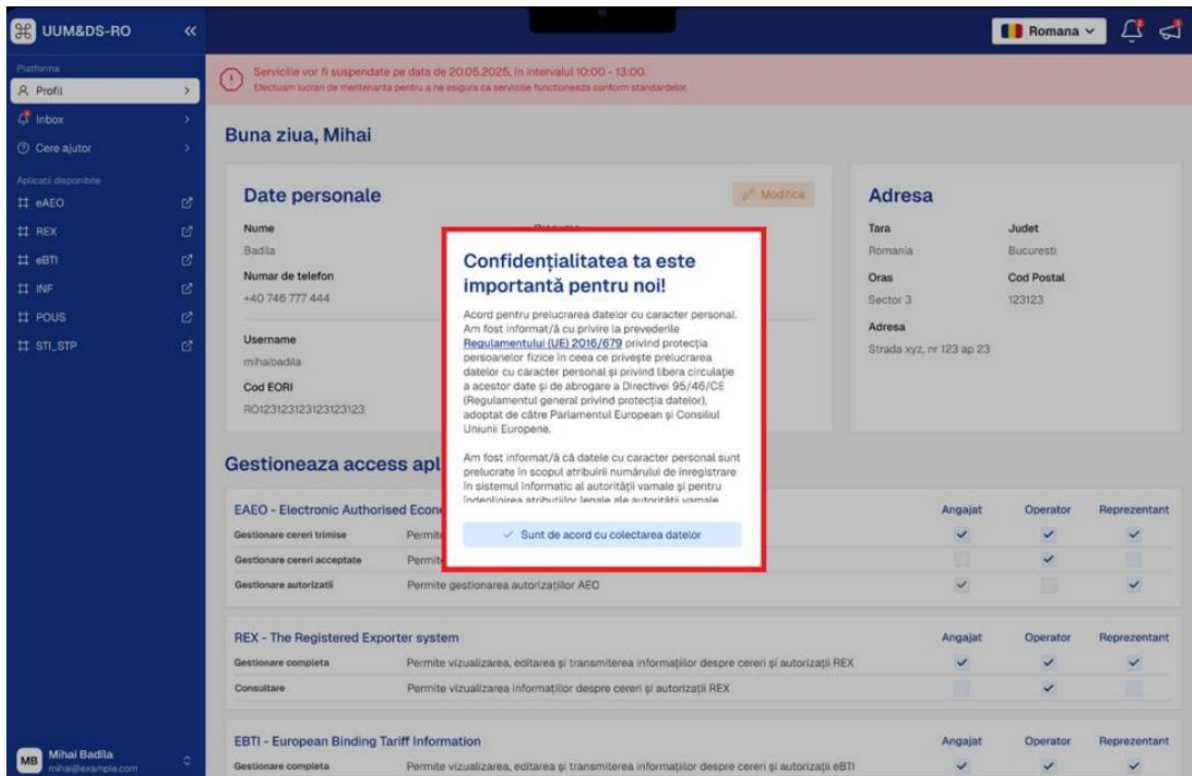 UUM&DS-RO
Romana
Platforma
Profil
Inbox
Cere ajutor
Aplicatii disponibile
eAEO
REX
eBTI
INF
POUS
STI_STP
MB
Mihai Badila
mihai@example.com
Serviciile vor fi suspendate pe data de 20.05.2025, in intervalul 10:00 - 13:00.
Efectuam lucrari de mentenanta pentru a ne asigura ca serviciile functioneaza conform standardelor.
Buna ziua, Mihai
Date personale
Modifica
Nume
Badila
Numar de telefon
+40 746 777 444
Username
mihaibadila
Cod EORI
RO123123123123123123
Adresa
Tara
Judet
Romania
Bucuresti
Oras
Cod Postal
Sector 3
123123
Adresa
Strada xyz, nr 123 ap 23
Confidențialitatea ta este
importantă pentru noi!
Acord pentru prelucrarea datelor cu caracter personal.
Am fost informat/ă cu privire la prevederile
Regulamentului (UE) 2016/679 privind protecția
persoanelor fizice în ceea ce privește prelucrarea
datelor cu caracter personal și privind libera circulație
a acestor date și de abrogare a Directivei 95/46/CE
(Regulamentul general privind protecția datelor),
adoptat de către Parlamentul European și Consiliul
Uniunii Europene.
Am fost informat/ă că datele cu caracter personal sunt
prelucrate în scopul atribuirii numărului de înregistrare
în sistemul informatic al autorității vamale și pentru
îndeplinirea atribuțiilor legale ale autorității vamale
Sunt de acord cu colectarea datelor
Gestioneaza access apl
EAEO - Electronic Authorised Econ
Angajat Operator Reprezentant
Gestionare cereri trimise
Gestionare cereri acceptate
Gestionare autorizatii Permite gestionarea autorizațiilor AEO
REX - The Registered Exporter system Angajat Operator Reprezentant
Gestionare completa Permite vizualizarea, editarea și transmiterea informațiilor despre cereri și autorizații REX
Consultare Permite vizualizarea informațiilor despre cereri și autorizații REX
EBTI - European Binding Tariff Information Angajat Operator Reprezentant
Gestionare completa Permite vizualizarea, editarea și transmiterea informațiilor despre cereri și autorizații eBTI